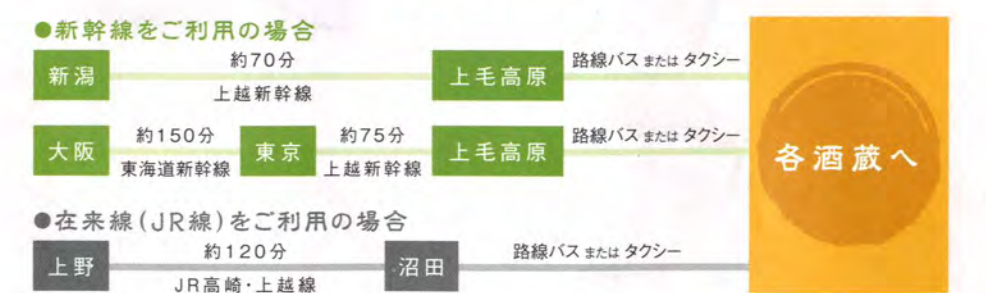 ●新幹線をご利用の場合
新潟 約70分 上越新幹線 上毛高原 路線バス または タクシー
大阪 約150分 東海道新幹線 東京 約75分 上越新幹線 上毛高原 路線バス または タクシー
各酒蔵へ
●在来線(JR線)をご利用の場合
上野 約120分 JR高崎・上越線 沼田 路線バス または タクシー